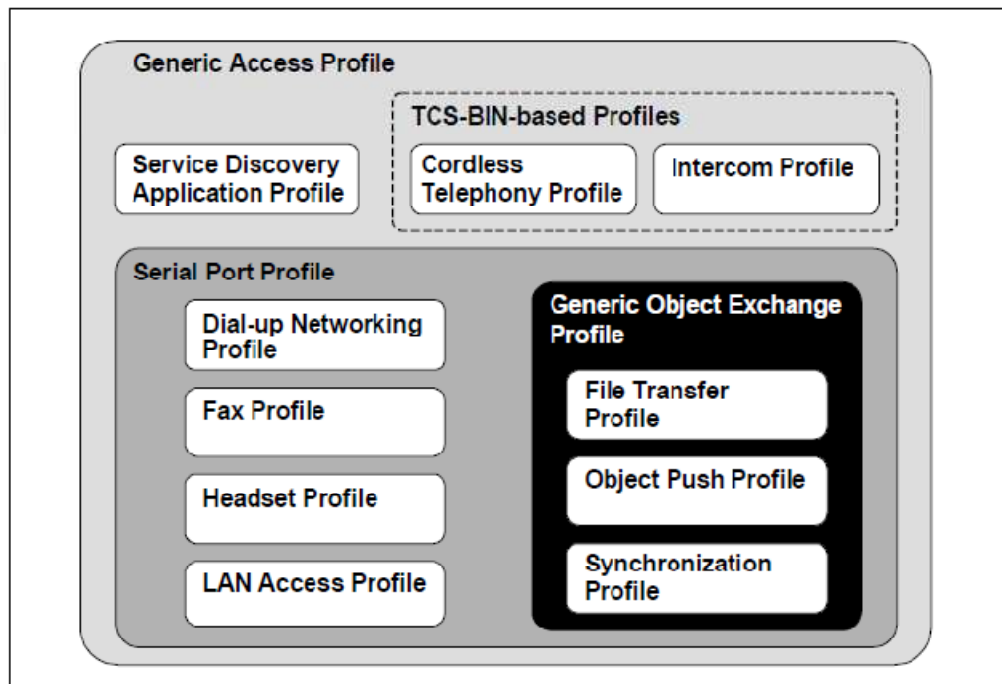 Generic Access Profile
TCS-BIN-based Profiles
Service Discovery
Application Profile
Cordless
Telephony Profile
Intercom Profile
Serial Port Profile
Dial-up Networking
Profile
Fax Profile
Headset Profile
LAN Access Profile
Generic Object Exchange
Profile
File Transfer
Profile
Object Push Profile
Synchronization
Profile